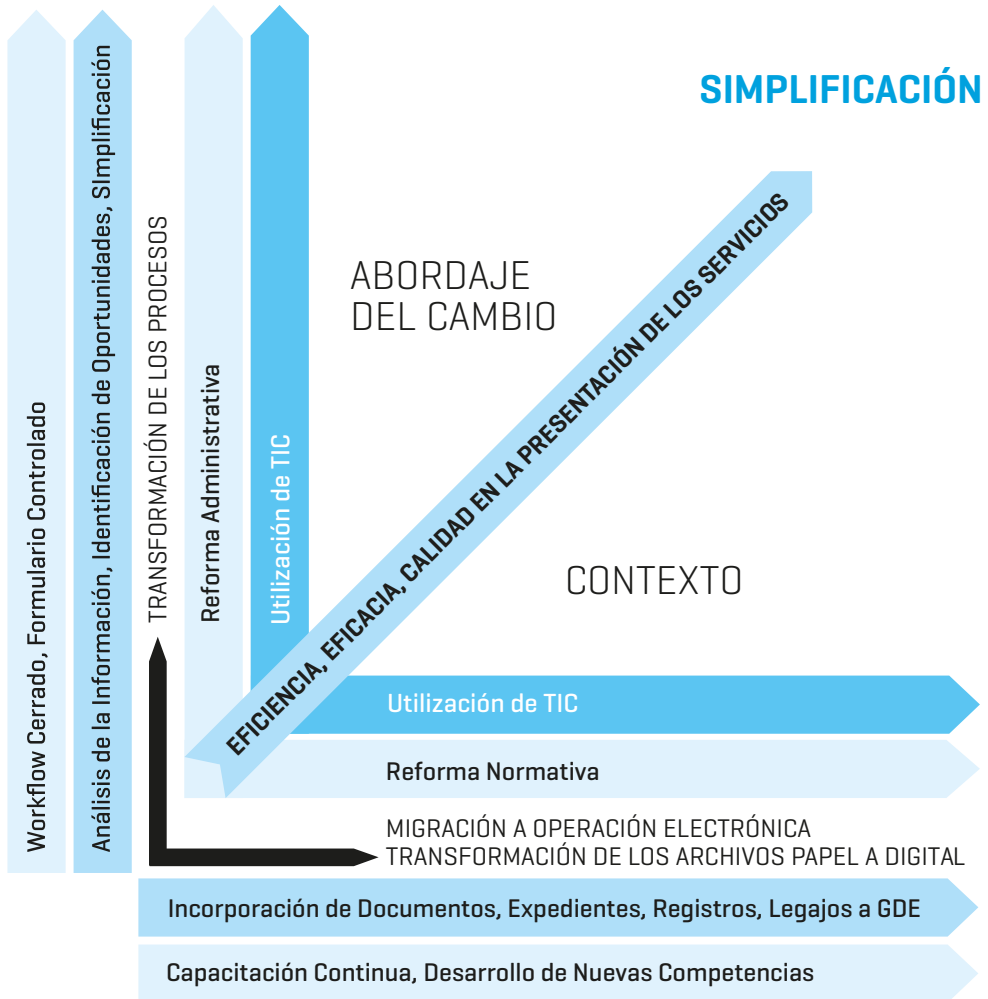 SIMPLIFICACIÓN
Workflow Cerrado, Formulario Controlado
Análisis de la Información, Identificación de Oportunidades, SImplificación
TRANSFORMACIÓN DE LOS PROCESOS
Reforma Administrativa
Utilización de TIC
ABORDAJE
DEL CAMBIO
EFICIENCIA, EFICACIA, CALIDAD EN LA PRESENTACIÓN DE LOS SERVICIOS
CONTEXTO
Utilización de TIC
Reforma Normativa
MIGRACIÓN A OPERACIÓN ELECTRÓNICA
TRANSFORMACIÓN DE LOS ARCHIVOS PAPEL A DIGITAL
Incorporación de Documentos, Expedientes, Registros, Legajos a GDE
Capacitación Continua, Desarrollo de Nuevas Competencias